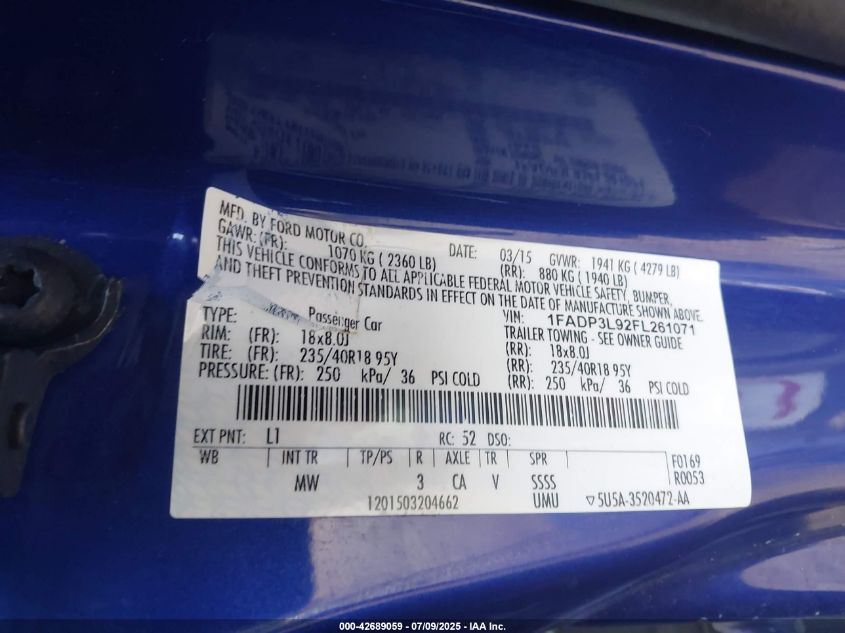 MFD. BY FORD MOTOR CO.
DATE: 03/15 GVWR: 1941 KG ( 4279 LB)
GAWR: (FR): 1070 KG ( 2360 LB) (RR): 880 KG ( 1940 LB)
THIS VEHICLE CONFORMS TO ALL APPLICABLE FEDERAL MOTOR VEHICLE SAFETY, BUMPER,
AND THEFT PREVENTION STANDARDS IN EFFECT ON THE DATE OF MANUFACTURE SHOWN ABOVE.
VIN: 1FADP3L92FL261071
TYPE: Passenger Car TRAILER TOWING - SEE OWNER GUIDE
RIM: (FR) 18x8.0J (RR): 18x8.0J
TIRE: (FR) 235/40R18 95Y (RR): 235/40R18 95Y
PRESSURE: (FR): 250 kPa/ 36 PSI COLD (RR): 250 kPa/ 36 PSI COLD
EXT PNT: L1 RC: 52 DSO:
WB INT TR TP/PS R AXLE TR SPR F0169
MW 3 CA V SSSS R0053
1201503204662 UMU ▽5U5A-3520472-AA
3
000-42689059 - 07/09/2025 - IAA Inc.